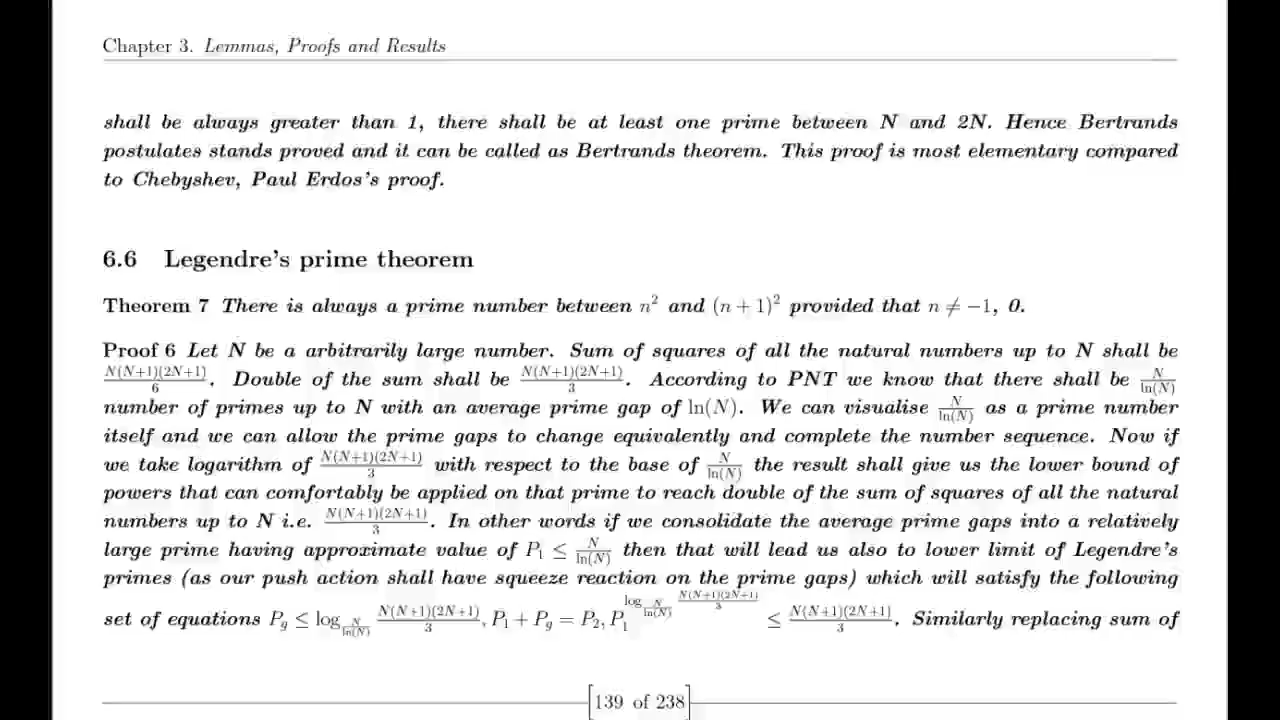 Chapter 3. Lemmas, Proofs and Results
shall be always greater than 1, there shall be at least one prime between N and 2N. Hence Bertrands
postulates stands proved and it can be called as Bertrands theorem. This proof is most elementary compared
to Chebyshev, Paul Erdos's proof.
6.6 Legendre's prime theorem
Theorem 7 There is always a prime number between n² and (n + 1)² provided that n ≠ −1, 0.
Proof 6 Let N be a arbitrarily large number. Sum of squares of all the natural numbers up to N shall be
N(N+1)(2N+1)/6. Double of the sum shall be N(N+1)(2N+1)/3. According to PNT we know that there shall be N/ln(N)
number of primes up to N with an average prime gap of ln(N). We can visualise N/ln(N) as a prime number
itself and we can allow the prime gaps to change equivalently and complete the number sequence. Now if
we take logarithm of N(N+1)(2N+1)/3 with respect to the base of N/ln(N) the result shall give us the lower bound of
powers that can comfortably be applied on that prime to reach double of the sum of squares of all the natural
numbers up to N i.e. N(N+1)(2N+1)/3. In other words if we consolidate the average prime gaps into a relatively
large prime having approximate value of P₁ ≤ N/ln(N) then that will lead us also to lower limit of Legendre's
primes (as our push action shall have squeeze reaction on the prime gaps) which will satisfy the following
set of equations P_g ≤ log_{N/ln(N)} N(N+1)(2N+1)/3, P₁ + P_g = P₂, P₁^{log_{N/ln(N)} N(N+1)(2N+1)/3} ≤ N(N+1)(2N+1)/3. Similarly replacing sum of
139 of 238